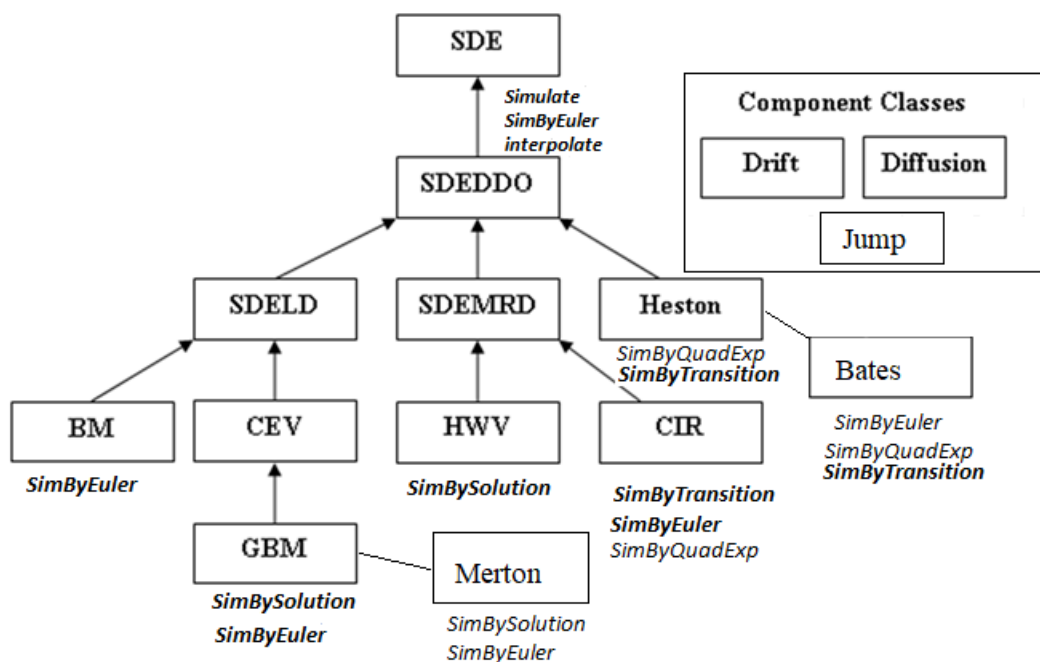 SDE
Simulate
SimByEuler
interpolate
Component Classes
Drift
Diffusion
Jump
SDEDDO
SDELD
SDEMRD
Heston
SimByQuadExp
SimByTransition
Bates
SimByEuler
SimByQuadExp
SimByTransition
BM
SimByEuler
CEV
HWV
SimBySolution
CIR
SimByTransition
SimByEuler
SimByQuadExp
GBM
SimBySolution
SimByEuler
Merton
SimBySolution
SimByEuler